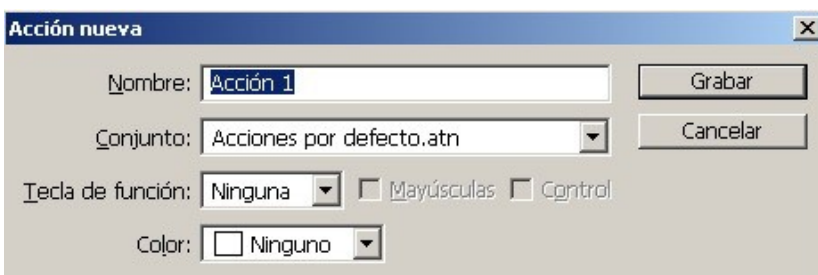 Acción nueva
Nombre: Acción 1 Grabar
Conjunto: Acciones por defecto.atn Cancelar
Tecla de función: Ninguna Mayúsculas Control
Color: Ninguno